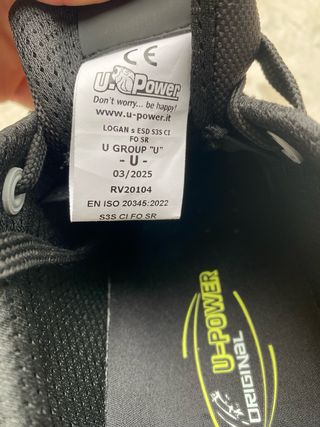 CE
U-Power
Don't worry... be happy!
www.u-power.it
LOGAN s ESD S3S CI
FO SR
U GROUP "U"
- U -
03/2025
RV20104
EN ISO 20345:2022
S3S CI FO SR
U-POWER
ORIGINAL